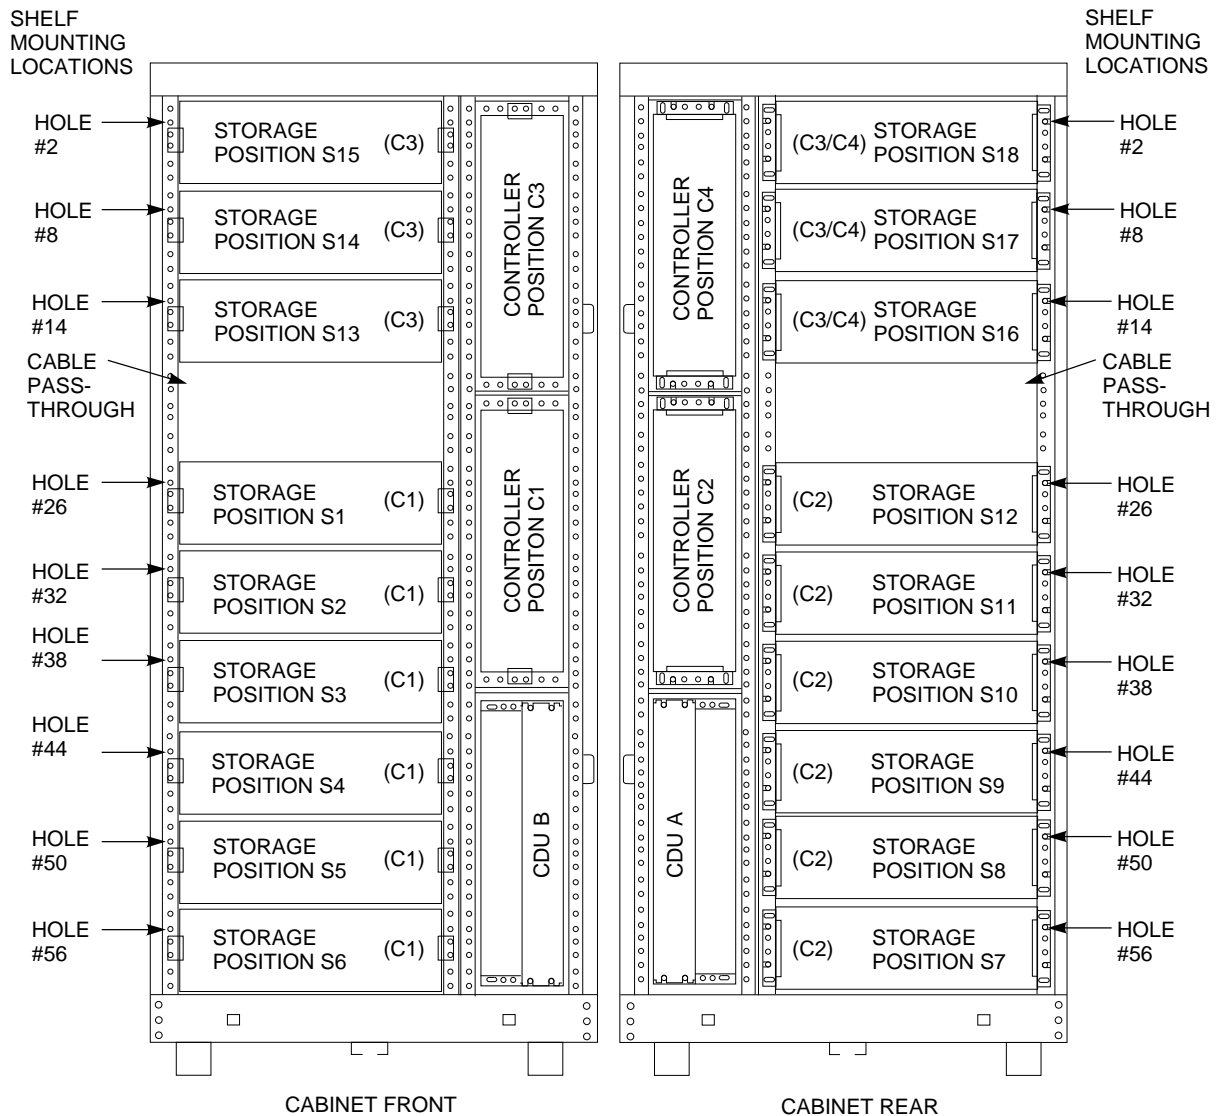 SHELF
MOUNTING
LOCATIONS
HOLE
#2
HOLE
#8
HOLE
#14
CABLE
PASS-
THROUGH
HOLE
#26
HOLE
#32
HOLE
#38
HOLE
#44
HOLE
#50
HOLE
#56
STORAGE
POSITION S15
(C3)
STORAGE
POSITION S14
(C3)
STORAGE
POSITION S13
(C3)
STORAGE
POSITION S1
(C1)
STORAGE
POSITION S2
(C1)
STORAGE
POSITION S3
(C1)
STORAGE
POSITION S4
(C1)
STORAGE
POSITION S5
(C1)
STORAGE
POSITION S6
(C1)
CONTROLLER
POSITION C3
CONTROLLER
POSITON C1
CDU B
CABINET FRONT
CONTROLLER
POSITION C4
CONTROLLER
POSITION C2
CDU A
(C3/C4)
STORAGE
POSITION S18
(C3/C4)
STORAGE
POSITION S17
(C3/C4)
STORAGE
POSITION S16
(C2)
STORAGE
POSITION S12
(C2)
STORAGE
POSITION S11
(C2)
STORAGE
POSITION S10
(C2)
STORAGE
POSITION S9
(C2)
STORAGE
POSITION S8
(C2)
STORAGE
POSITION S7
CABINET REAR
SHELF
MOUNTING
LOCATIONS
HOLE
#2
HOLE
#8
HOLE
#14
CABLE
PASS-
THROUGH
HOLE
#26
HOLE
#32
HOLE
#38
HOLE
#44
HOLE
#50
HOLE
#56